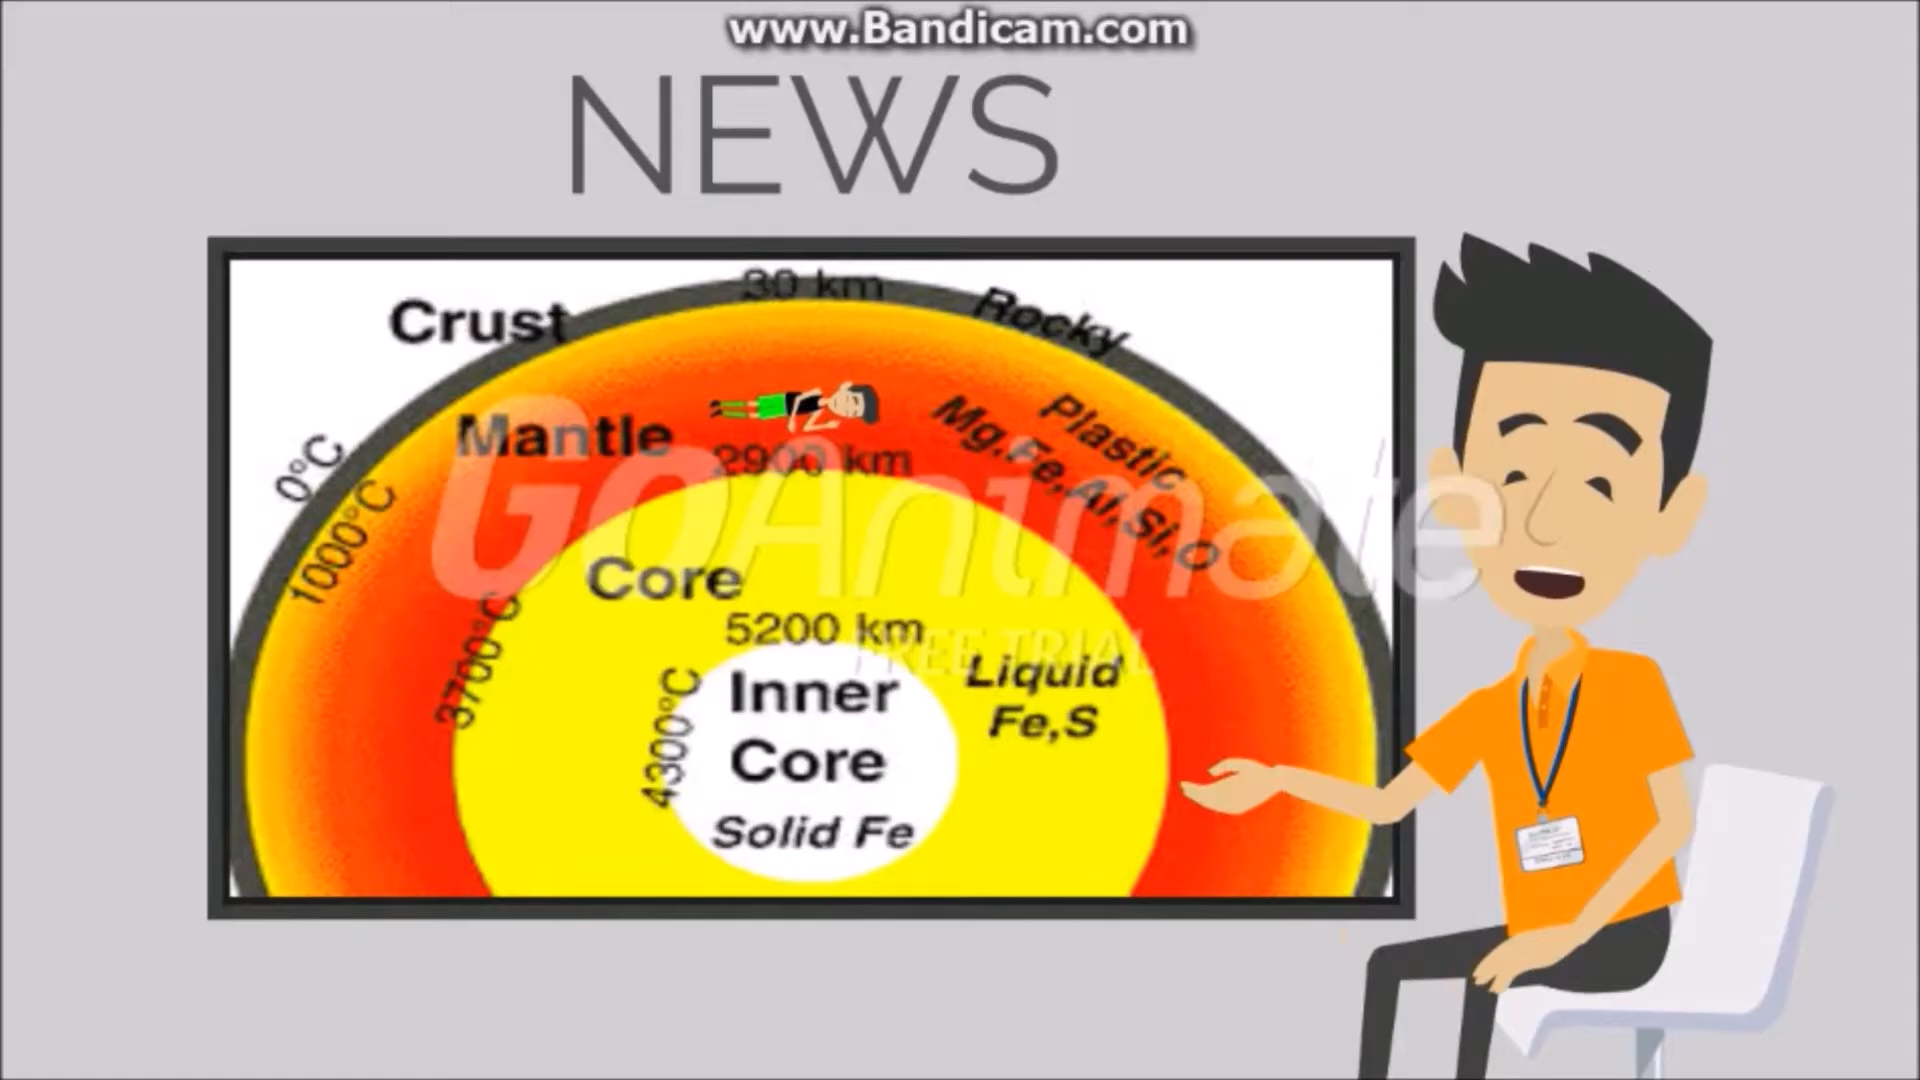 www.Bandicam.com
NEWS
30 km
Crust
Rocky
Mantle
2900 km
Plastic
Mg.Fe,Al,Si,O
0°C
1000°C
3700°C
GoAnimate
FREE TRIAL
Core
5200 km
4300°C
Inner
Core
Solid Fe
Liquid
Fe,S